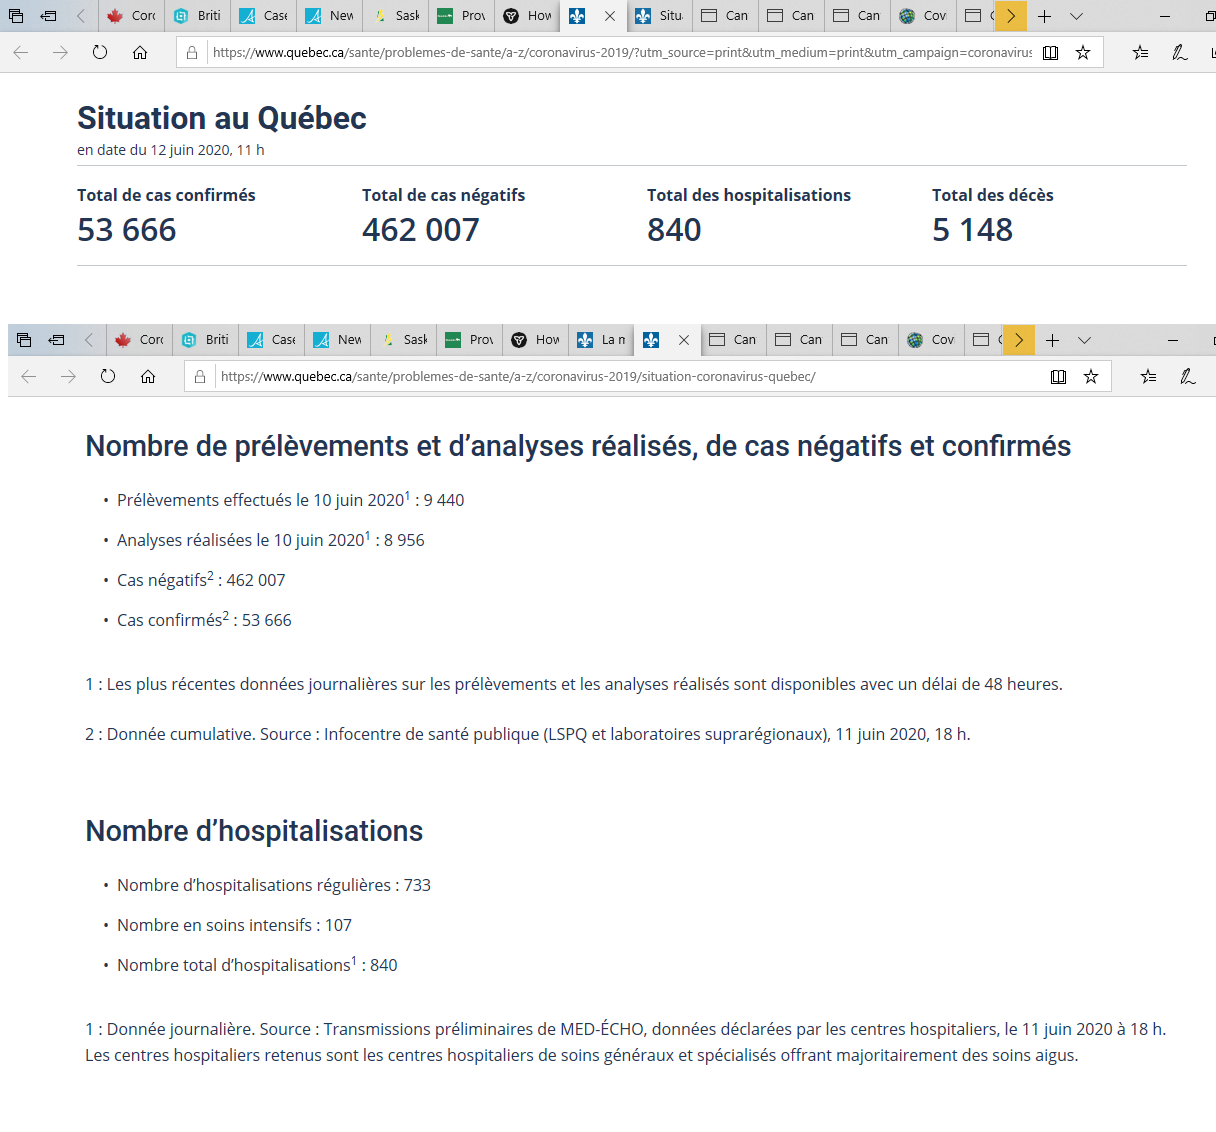 Corc Briti Case New Sask Prov How Situ Can Can Can Cov
https://www.quebec.ca/sante/problemes-de-sante/a-z/coronavirus-2019/?utm_source=print&utm_medium=print&utm_campaign=coronavirus
Situation au Québec
en date du 12 juin 2020, 11 h
Total de cas confirmés Total de cas négatifs Total des hospitalisations Total des décès
53 666 462 007 840 5 148
Corc Briti Case New Sask Prov How La m Can Can Can Cov
https://www.quebec.ca/sante/problemes-de-sante/a-z/coronavirus-2019/situation-coronavirus-quebec/
Nombre de prélèvements et d’analyses réalisés, de cas négatifs et confirmés
• Prélèvements effectués le 10 juin 2020¹ : 9 440
• Analyses réalisées le 10 juin 2020¹ : 8 956
• Cas négatifs² : 462 007
• Cas confirmés² : 53 666
1 : Les plus récentes données journalières sur les prélèvements et les analyses réalisés sont disponibles avec un délai de 48 heures.
2 : Donnée cumulative. Source : Infocentre de santé publique (LSPQ et laboratoires suprarégionaux), 11 juin 2020, 18 h.
Nombre d’hospitalisations
• Nombre d’hospitalisations régulières : 733
• Nombre en soins intensifs : 107
• Nombre total d’hospitalisations¹ : 840
1 : Donnée journalière. Source : Transmissions préliminaires de MED-ÉCHO, données déclarées par les centres hospitaliers, le 11 juin 2020 à 18 h.
Les centres hospitaliers retenus sont les centres hospitaliers de soins généraux et spécialisés offrant majoritairement des soins aigus.